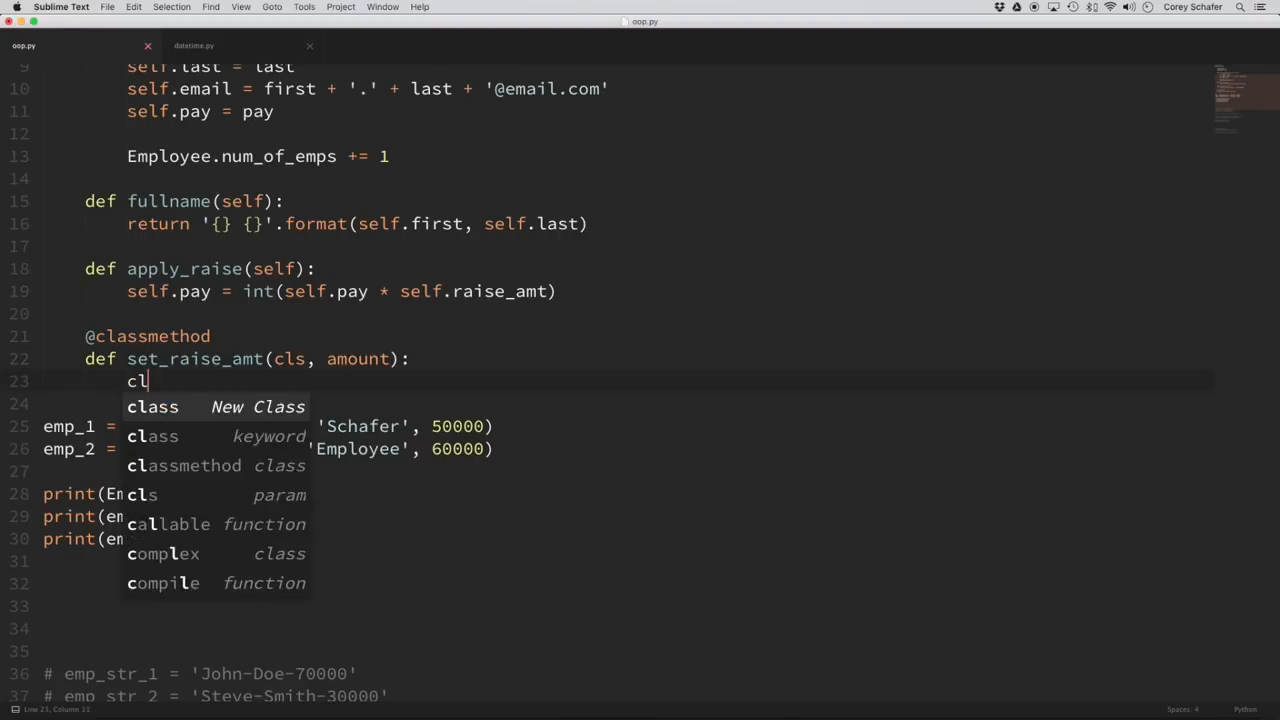 Sublime Text File Edit Selection Find View Goto Tools Project Window Help Corey Schafer
oop.py
oop.py datetime.py
9 self.last = last
10 self.email = first + '.' + last + '@email.com'
11 self.pay = pay
12
13 Employee.num_of_emps += 1
14
15 def fullname(self):
16 return '{} {}'.format(self.first, self.last)
17
18 def apply_raise(self):
19 self.pay = int(self.pay * self.raise_amt)
20
21 @classmethod
22 def set_raise_amt(cls, amount):
23 cl
24 class New Class
25 emp_1 = 'Schafer', 50000)
class keyword
26 emp_2 = 'Employee', 60000)
27 classmethod class
28 print(Em
cls param
29 print(em
callable function
30 print(em
31 complex class
32 compile function
33
34
35
36 # emp_str_1 = 'John-Doe-70000'
37 # emp_str_2 = 'Steve-Smith-30000'
Line 23, Column 11 Spaces: 4 Python